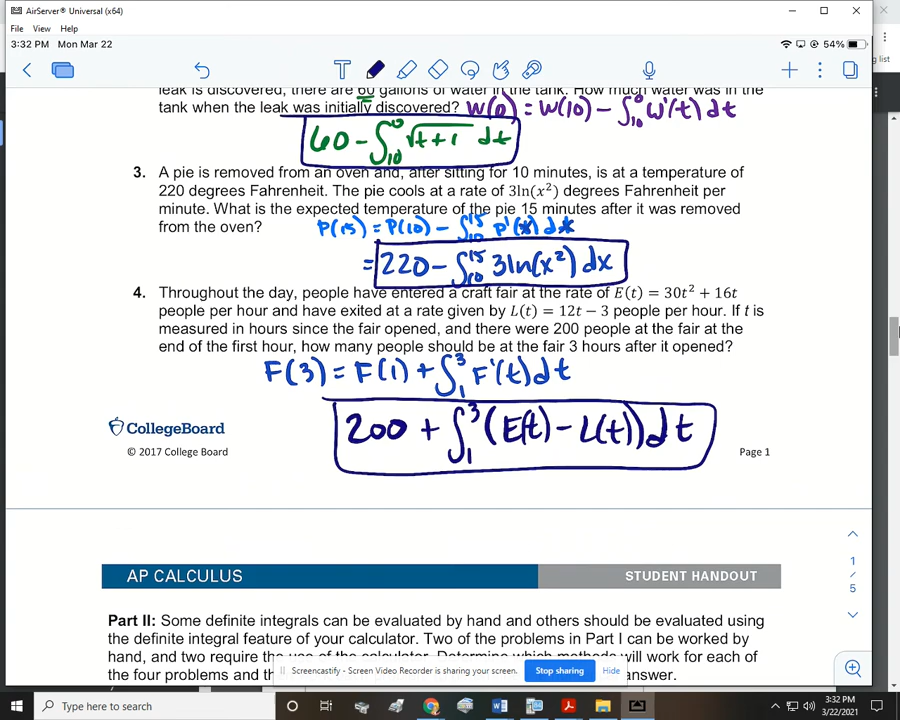 AirServer Universal (x64)
File View Help
3:32 PM Mon Mar 22
54%
leak is discovered, there are 60 gallons of water in the tank. How much water was in the
tank when the leak was initially discovered? W(0) = W(10) - ∫₁₀⁰ W'(t) dt
60 - ∫₁₀⁰ √t+1 dt
3. A pie is removed from an oven and, after sitting for 10 minutes, is at a temperature of
220 degrees Fahrenheit. The pie cools at a rate of 3ln(x²) degrees Fahrenheit per
minute. What is the expected temperature of the pie 15 minutes after it was removed
from the oven? P(15) = P(10) - ∫₁₀¹⁵ P'(x) dx
= 220 - ∫₁₀¹⁵ 3ln(x²) dx
4. Throughout the day, people have entered a craft fair at the rate of E(t) = 30t² + 16t
people per hour and have exited at a rate given by L(t) = 12t − 3 people per hour. If t is
measured in hours since the fair opened, and there were 200 people at the fair at the
end of the first hour, how many people should be at the fair 3 hours after it opened?
F(3) = F(1) + ∫₁³ F'(t) dt
200 + ∫₁³ (E(t) - L(t)) dt
CollegeBoard
© 2017 College Board
Page 1
1
/
5
AP CALCULUS STUDENT HANDOUT
Part II: Some definite integrals can be evaluated by hand and others should be evaluated using
the definite integral feature of your calculator. Two of the problems in Part I can be worked by
hand, and two require the will work for each of
the four problems and answer.
Screencastify - Screen Video Recorder is sharing your screen. Stop sharing Hide
Type here to search
3:32 PM
3/22/2021